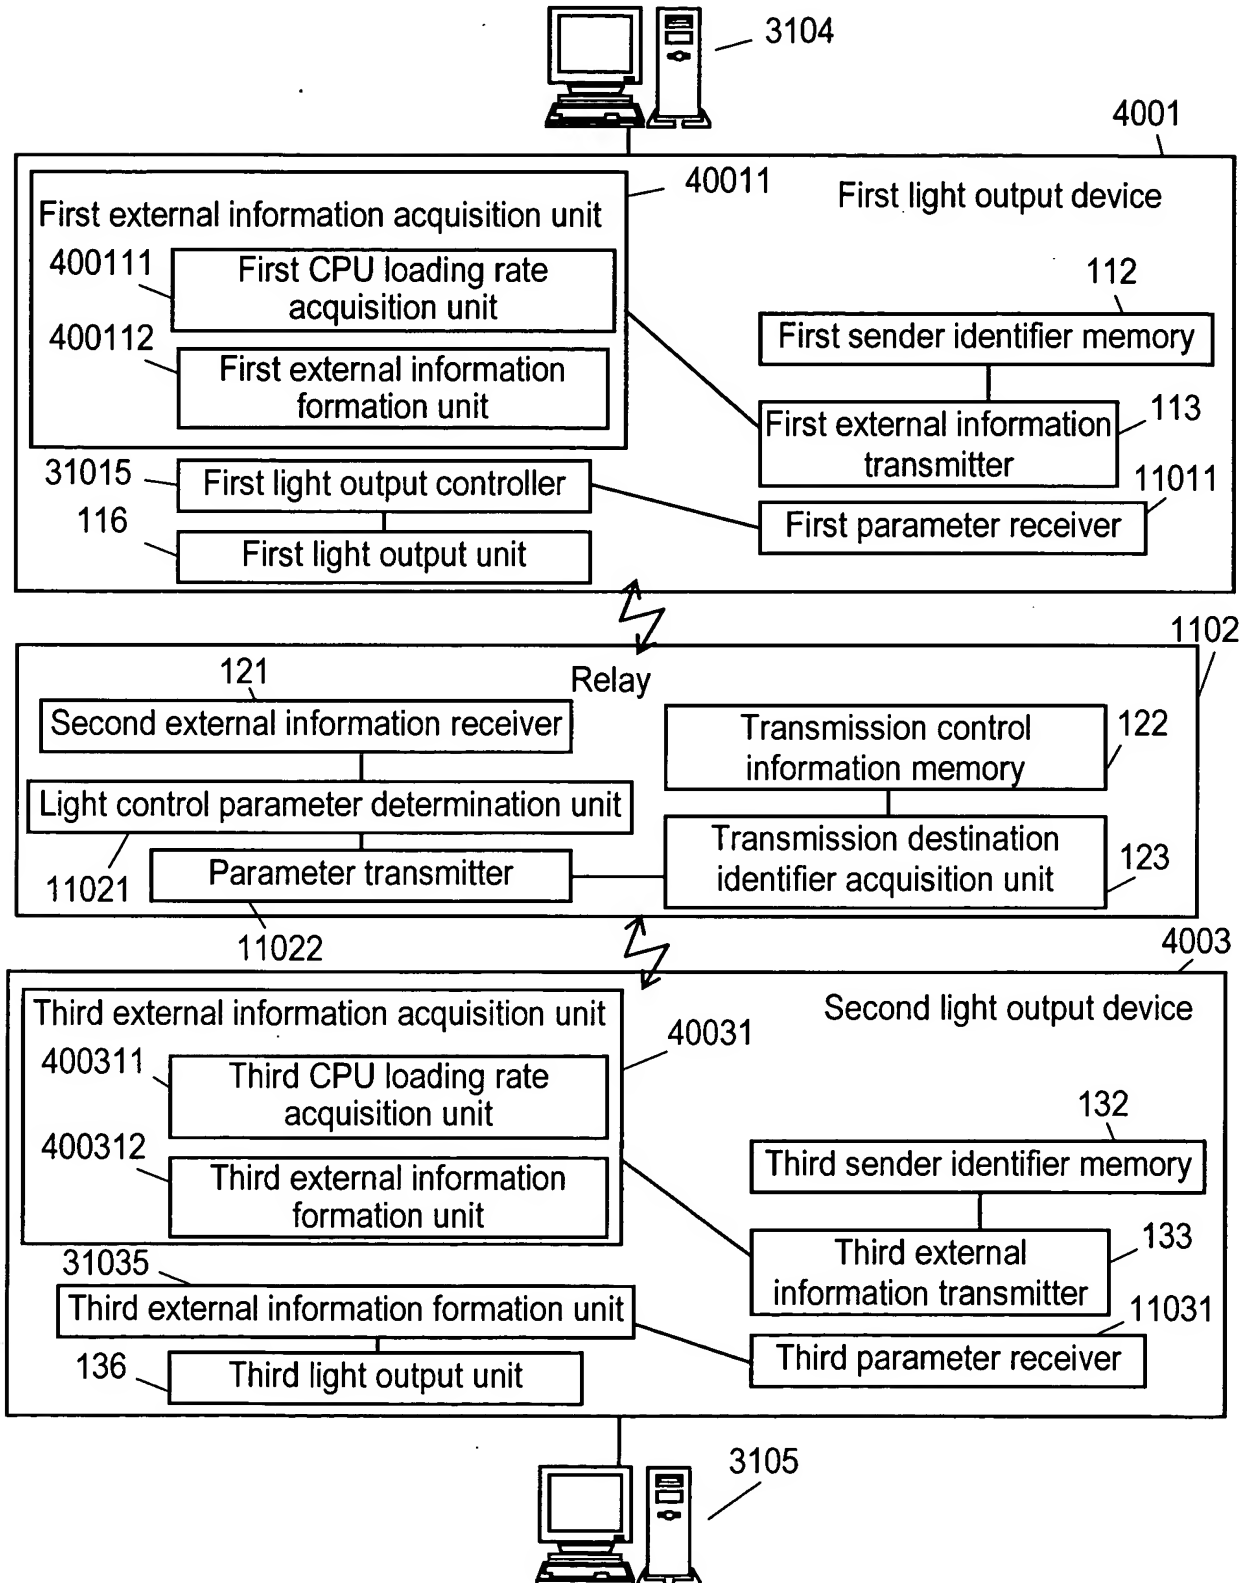 3104
4001
40011
First light output device
First external information acquisition unit
400111
First CPU loading rate
acquisition unit
112
First sender identifier memory
400112
First external information
formation unit
113
First external information
transmitter
31015
First light output controller
11011
First parameter receiver
116
First light output unit
1102
121
Relay
Second external information receiver
Transmission control
information memory
122
Light control parameter determination unit
Transmission destination
identifier acquisition unit
123
11021
Parameter transmitter
11022
4003
Third external information acquisition unit
Second light output device
40031
400311
Third CPU loading rate
acquisition unit
132
Third sender identifier memory
400312
Third external information
formation unit
133
Third external
information transmitter
31035
Third external information formation unit
11031
Third parameter receiver
136
Third light output unit
3105